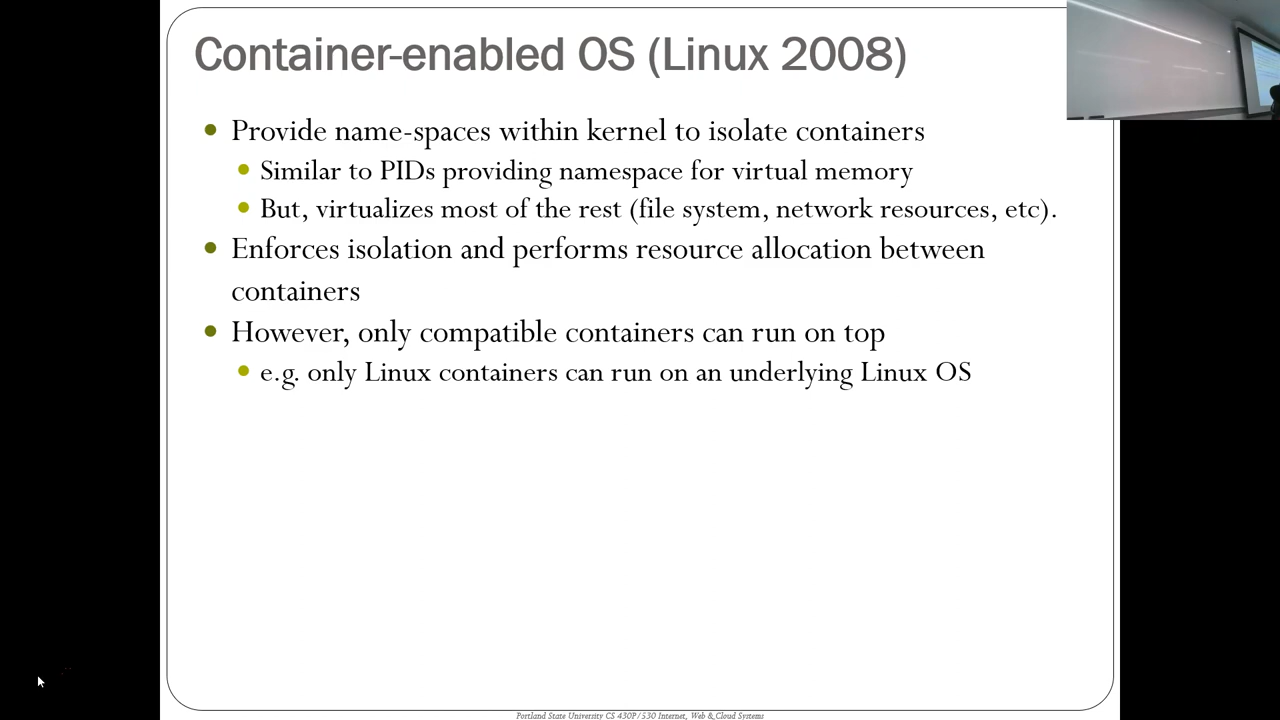 Container-enabled OS (Linux 2008)
Provide name-spaces within kernel to isolate containers
Similar to PIDs providing namespace for virtual memory
But, virtualizes most of the rest (file system, network resources, etc).
Enforces isolation and performs resource allocation between
containers
However, only compatible containers can run on top
e.g. only Linux containers can run on an underlying Linux OS
Portland State University CS 430P/530 Internet, Web & Cloud Systems